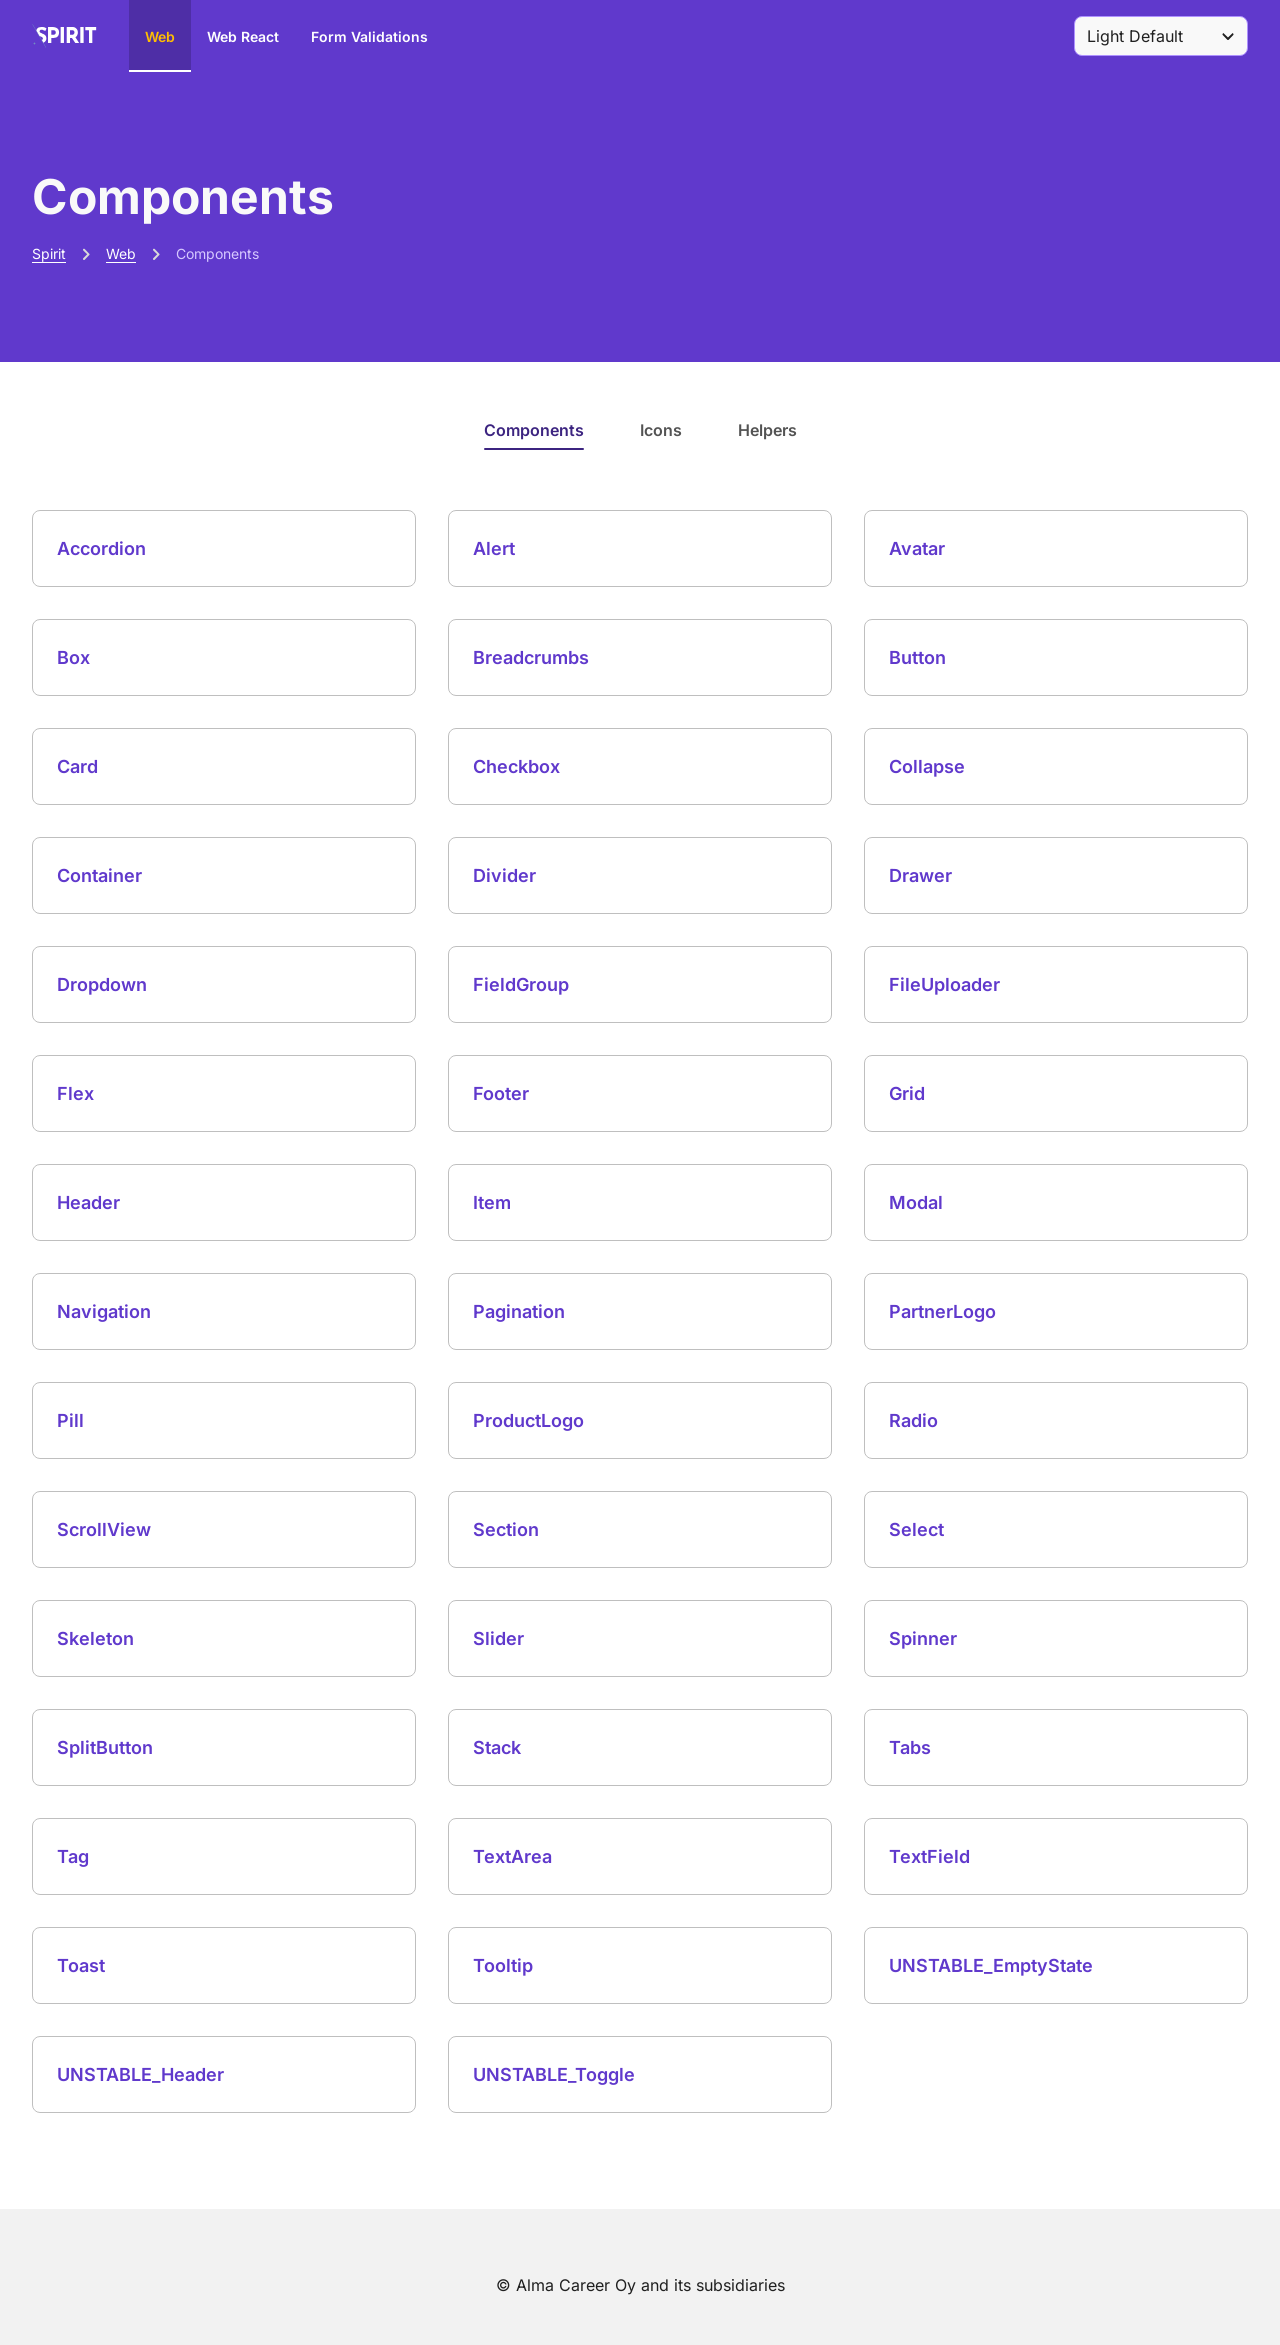 SPIRIT Web Web React Form Validations Light Default
Components
Spirit Web Components
Components Icons Helpers
Accordion Alert Avatar
Box Breadcrumbs Button
Card Checkbox Collapse
Container Divider Drawer
Dropdown FieldGroup FileUploader
Flex Footer Grid
Header Item Modal
Navigation Pagination PartnerLogo
Pill ProductLogo Radio
ScrollView Section Select
Skeleton Slider Spinner
SplitButton Stack Tabs
Tag TextArea TextField
Toast Tooltip UNSTABLE_EmptyState
UNSTABLE_Header UNSTABLE_Toggle
© Alma Career Oy and its subsidiaries